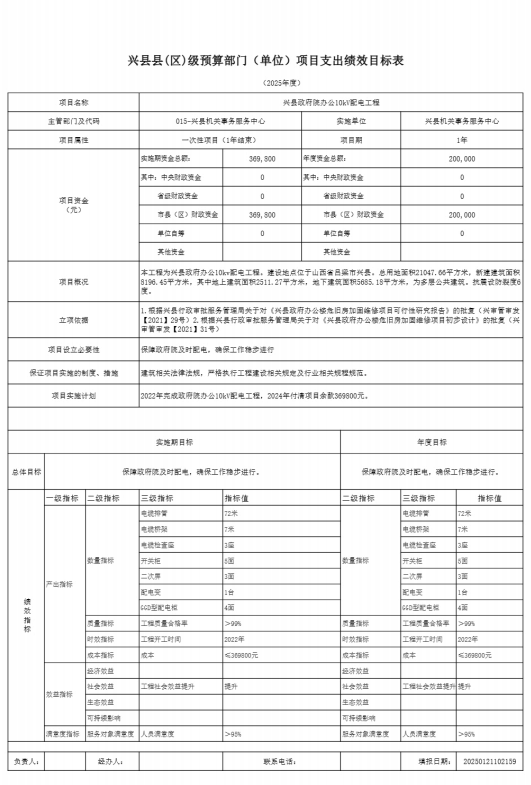 兴县县(区)级预算部门（单位）项目支出绩效目标表
（2025年度）
项目名称 兴县政府院办公10kV配电工程
主管部门及代码 015-兴县机关事务服务中心 实施单位 兴县机关事务服务中心
项目属性 一次性项目（1年结束） 项目期 1年
项目资金（元） 实施期资金总额： 369,800 年度资金总额： 200,000
其中：中央财政资金 0 其中：中央财政资金 0
省级财政资金 0 省级财政资金 0
市县（区）财政资金 369,800 市县（区）财政资金 200,000
单位自筹 0 单位自筹 0
其他资金 其他资金
项目概况 本工程为兴县政府办公10kv配电工程，建设地点位于山西省吕梁市兴县，总用地面积21047.66平方米，新建建筑面积
8196.45平方米，其中地上建筑面积2511.27平方米，地下建筑面积5685.18平方米，为多层公共建筑，抗震设防裂度6
度。
立项依据 1.根据兴县行政审批服务管理局关于对《兴县政府办公楼危旧房加固维修项目可行性研究报告》的批复（兴审管审发
【2021】29号）2.根据兴县行政审批服务管理局关于对《兴县政府办公楼危旧房加固维修项目初步设计》的批复（兴
审管审发【2021】31号）
项目设立必要性 保障政府院及时配电，确保工作稳步进行
保证项目实施的制度、措施 建筑相关法律法规，严格执行工程建设相关规定及行业相关规程规范。
项目实施计划 2022年完成政府院办公10kV配电工程，2024年付清项目余款369800元。
实施期目标 年度目标
总体目标 保障政府院及时配电，确保工作稳步进行。 保障政府院及时配电，确保工作稳步进行。
绩效指标
一级指标 二级指标 三级指标 指标值 二级指标 三级指标 指标值
产出指标 数量指标 电缆排管 72米 数量指标 电缆排管 72米
电缆桥架 7米 电缆桥架 7米
电缆检查座 3座 电缆检查座 3座
开关柜 5面 开关柜 5面
二次屏 3面 二次屏 3面
配电变 1台 配电变 1台
GGD型配电柜 4面 GGD型配电柜 4面
质量指标 工程质量合格率 >99% 质量指标 工程质量合格率 >99%
时效指标 工程开工时间 2022年 时效指标 工程开工时间 2022年
成本指标 成本 ≤369800元 成本指标 成本 ≤369800元
效益指标 经济效益 经济效益
社会效益 工程社会效益提升 提升 社会效益 工程社会效益提升 提升
生态效益 生态效益
可持续影响 可持续影响
满意度指标 服务对象满意度 人员满意度 >95% 服务对象满意度 人员满意度 >95%
负责人： 经办人： 联系电话： 填报日期： 20250121102159